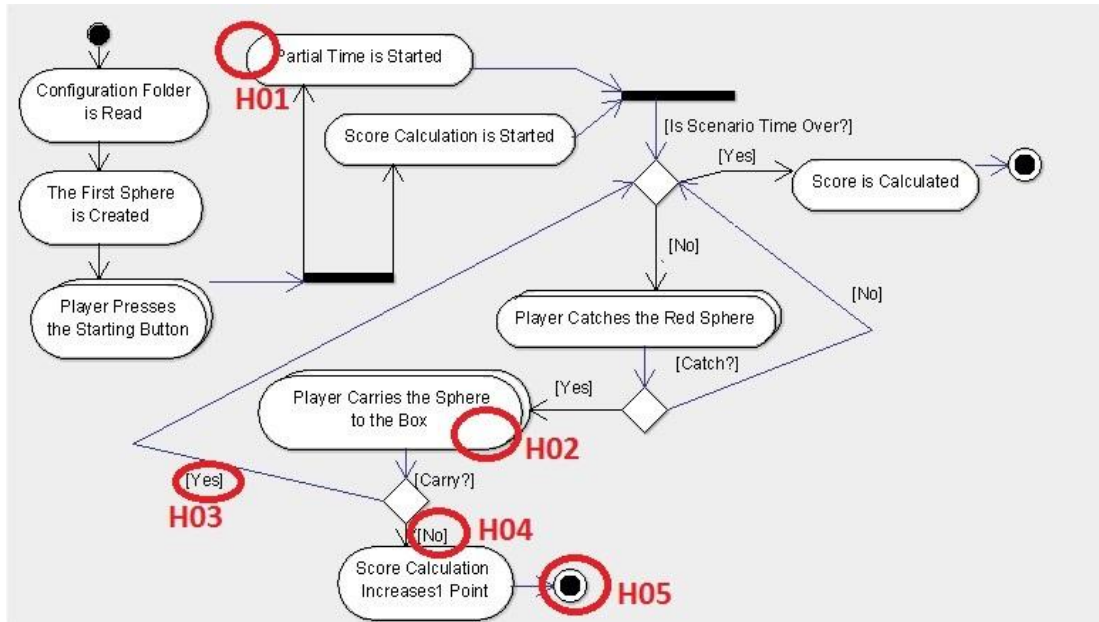 Partial Time is Started
H01
Configuration Folder
is Read
Score Calculation is Started
[Is Scenario Time Over?]
[Yes]
Score is Calculated
The First Sphere
is Created
[No]
Player Presses
the Starting Button
Player Catches the Red Sphere
[No]
[Catch?]
[Yes]
Player Carries the Sphere
to the Box
H02
[Yes]
H03
[Carry?]
[No]
H04
Score Calculation
Increases1 Point
H05